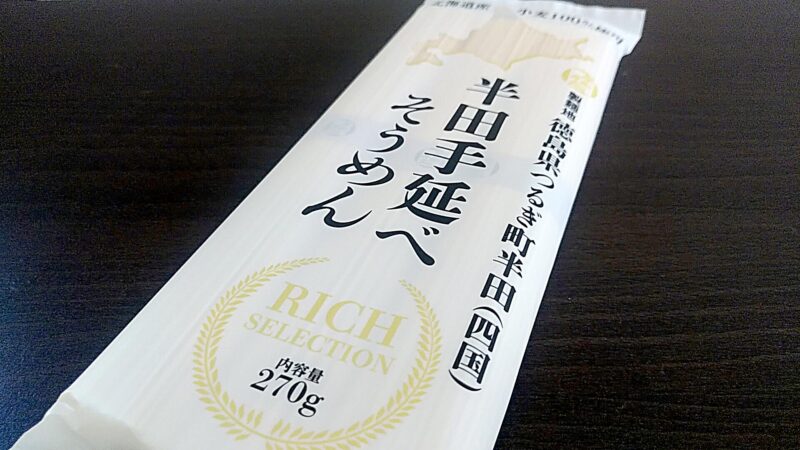 北海道産 小麦100%使用
製麺地 徳島県つるぎ町半田(四国)
半田手延べ
そうめん
RICH
SELECTION
内容量
270g